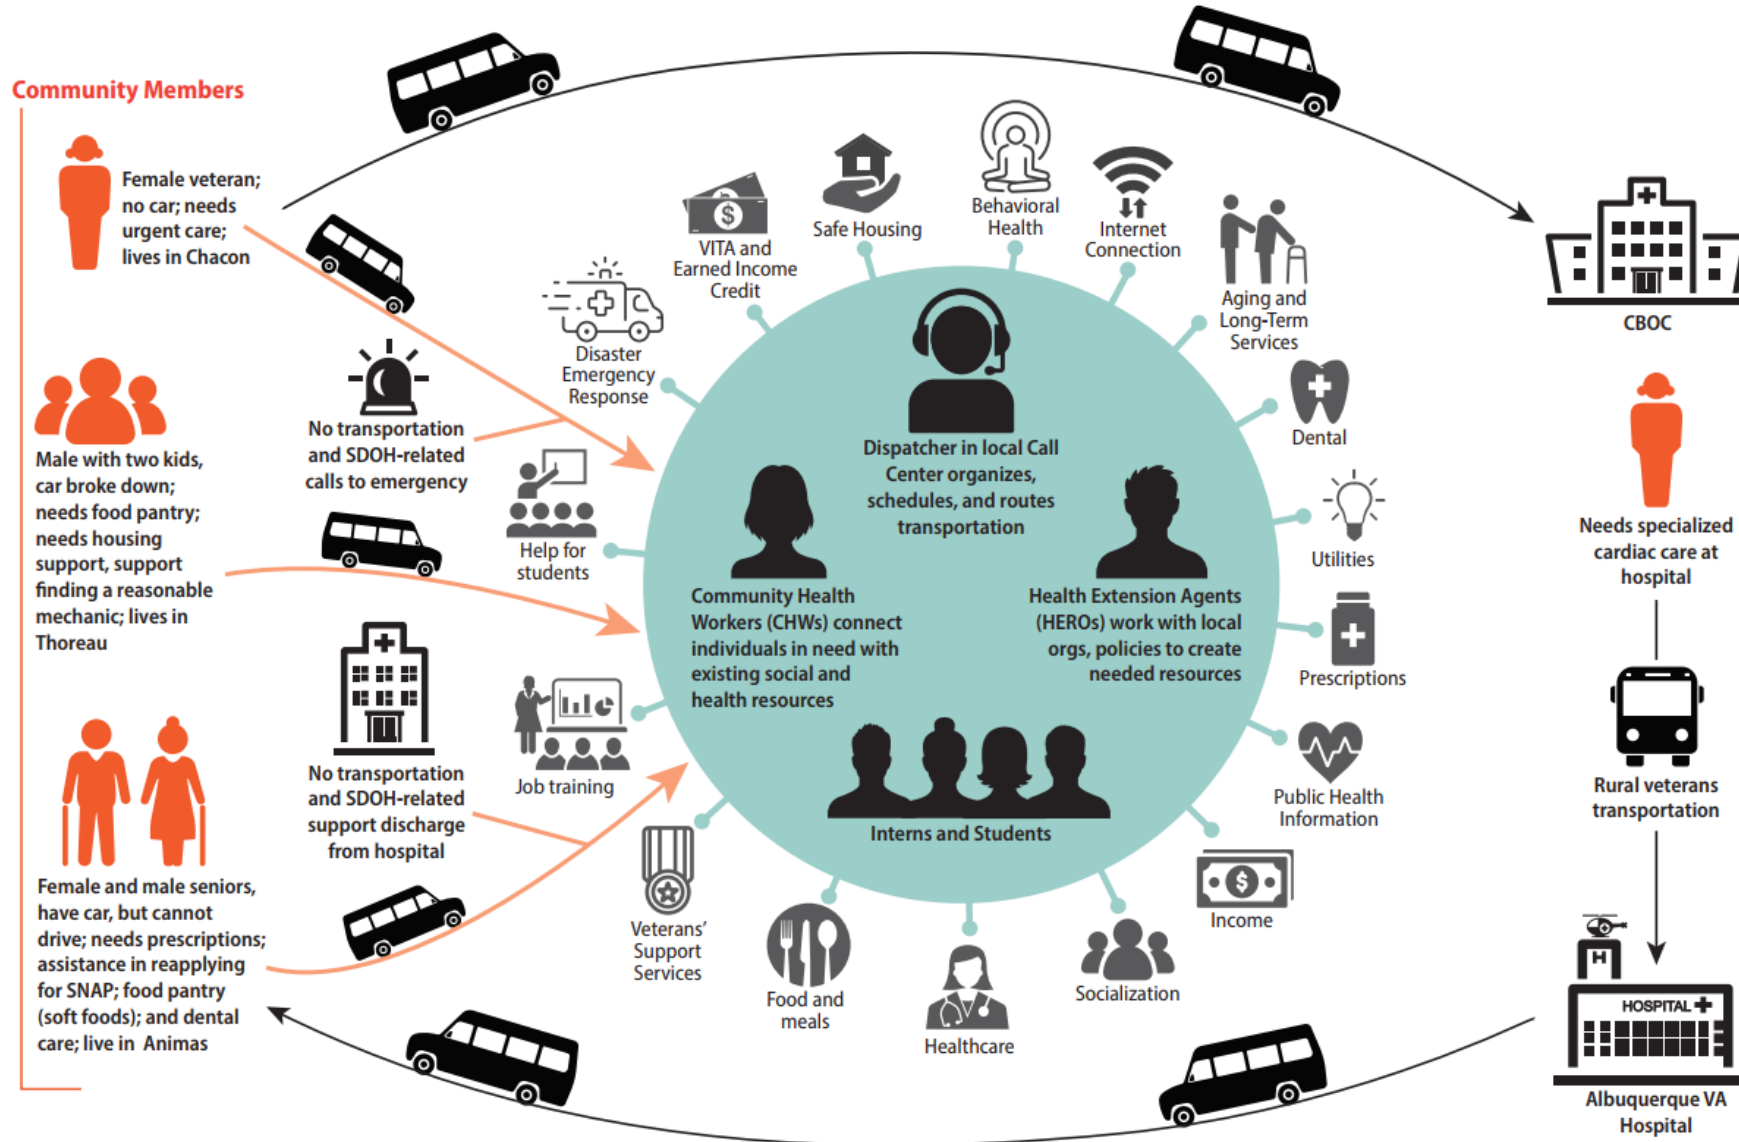 Community Members
Female veteran;
no car; needs
urgent care;
lives in Chacon
Male with two kids,
car broke down;
needs food pantry;
needs housing
support, support
finding a reasonable
mechanic; lives in
Thoreau
Female and male seniors,
have car, but cannot
drive; needs prescriptions;
assistance in reapplying
for SNAP; food pantry
(soft foods); and dental
care; live in Animas
No transportation
and SDOH-related
calls to emergency
No transportation
and SDOH-related
support discharge
from hospital
Disaster
Emergency
Response
$
VITA and
Earned Income
Credit
Safe Housing
Behavioral
Health
Internet
Connection
Aging and
Long-Term
Services
Dental
Utilities
Prescriptions
Public Health
Information
$
Income
Socialization
Healthcare
Food and
meals
Veterans'
Support
Services
Job training
Help for
students
Dispatcher in local Call
Center organizes,
schedules, and routes
transportation
Community Health
Workers (CHWs) connect
individuals in need with
existing social and
health resources
Health Extension Agents
(HEROs) work with local
orgs, policies to create
needed resources
Interns and Students
CBOC
Needs specialized
cardiac care at
hospital
Rural veterans
transportation
H
HOSPITAL
Albuquerque VA
Hospital